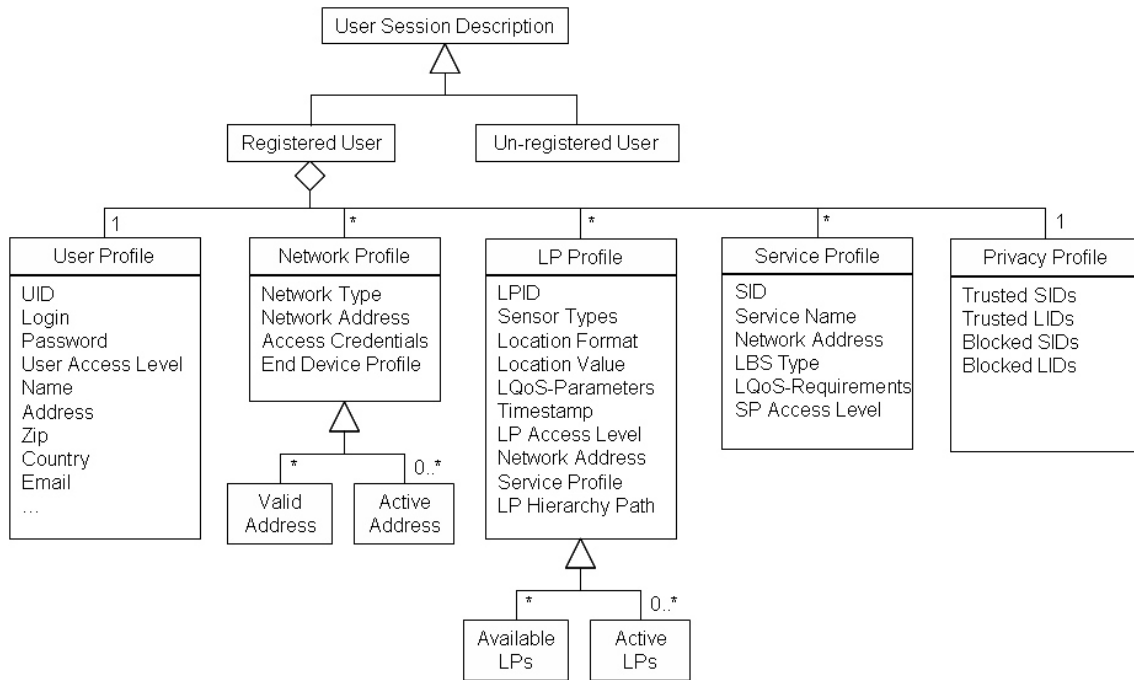 User Session Description
Registered User
Un-registered User
1
*
*
*
1
User Profile
UID
Login
Password
User Access Level
Name
Address
Zip
Country
Email
...
Network Profile
Network Type
Network Address
Access Credentials
End Device Profile
*
0..*
Valid
Address
Active
Address
LP Profile
LPID
Sensor Types
Location Format
Location Value
LQoS-Parameters
Timestamp
LP Access Level
Network Address
Service Profile
LP Hierarchy Path
*
0..*
Available
LPs
Active
LPs
Service Profile
SID
Service Name
Network Address
LBS Type
LQoS-Requirements
SP Access Level
Privacy Profile
Trusted SIDs
Trusted LIDs
Blocked SIDs
Blocked LIDs